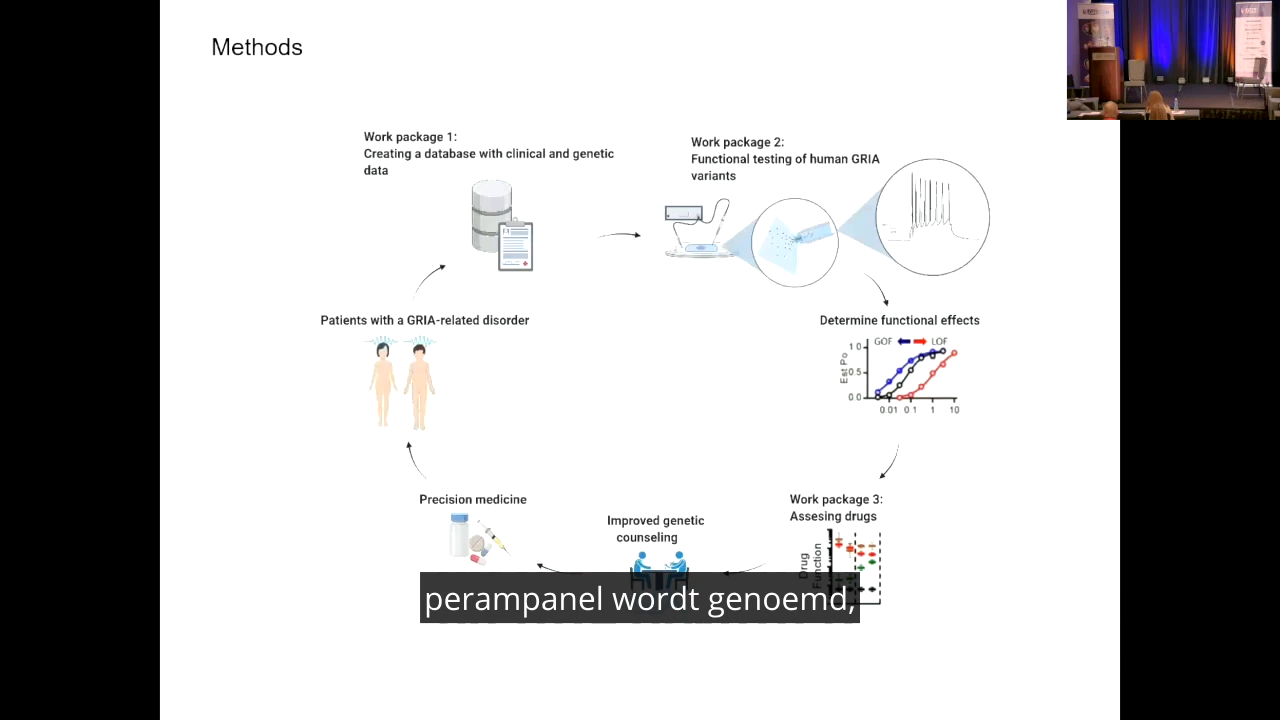 Methods
Work package 1:
Creating a database with clinical and genetic
data
Work package 2:
Functional testing of human GRIA
variants
Patients with a GRIA-related disorder
Determine functional effects
GOF LOF
Est Po
1 0
0.5
0.0
0.01 0 1 1 10
Precision medicine
Improved genetic
counseling
Work package 3:
Assesing drugs
Drug
Function
perampanel wordt genoemd,